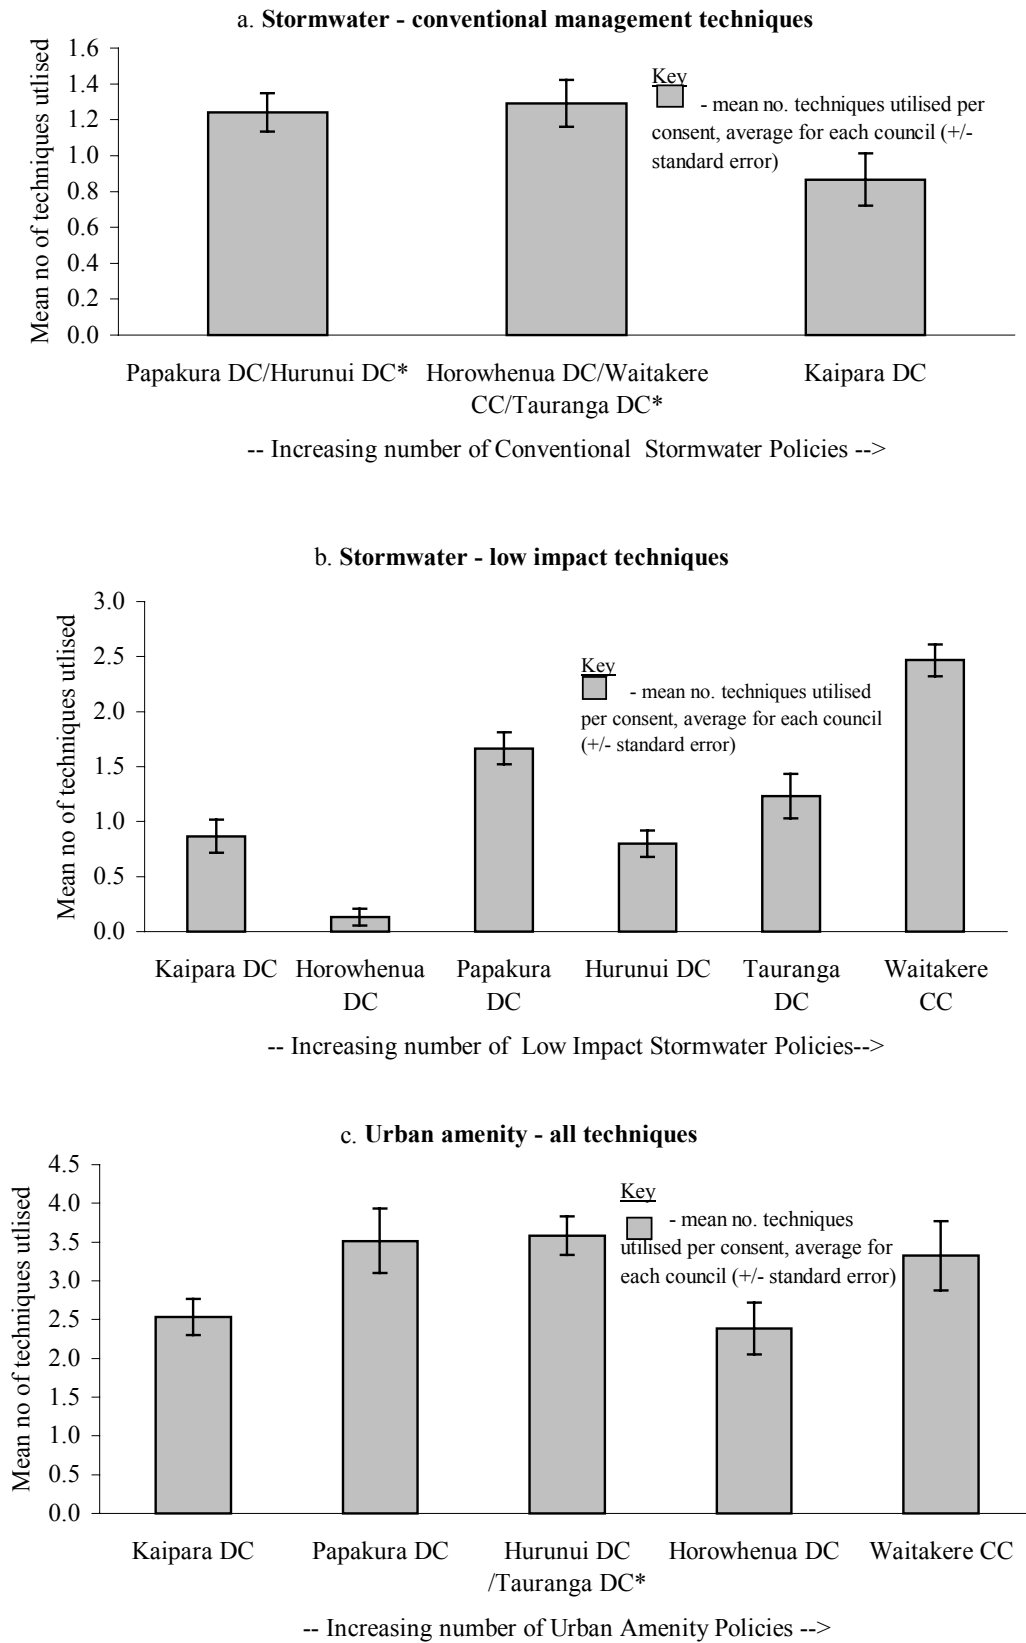 a. Stormwater - conventional management techniques
Mean no of techniques utlised
1.6
1.4
1.2
1.0
0.8
0.6
0.4
0.2
0.0
Key
- mean no. techniques utilised per
consent, average for each council (+/-
standard error)
Papakura DC/Hurunui DC* Horowhenua DC/Waitakere Kaipara DC
CC/Tauranga DC*
-- Increasing number of Conventional Stormwater Policies -->
b. Stormwater - low impact techniques
Mean no of techniques utlised
3.0
2.5
2.0
1.5
1.0
0.5
0.0
Key
- mean no. techniques utilised
per consent, average for each council
(+/- standard error)
Kaipara DC Horowhenua Papakura Hurunui DC Tauranga Waitakere
DC DC DC CC
-- Increasing number of Low Impact Stormwater Policies-->
c. Urban amenity - all techniques
Mean no of techniques utlised
4.5
4.0
3.5
3.0
2.5
2.0
1.5
1.0
0.5
0.0
Key
- mean no. techniques
utilised per consent, average for
each council (+/- standard error)
Kaipara DC Papakura DC Hurunui DC Horowhenua DC Waitakere CC
/Tauranga DC*
-- Increasing number of Urban Amenity Policies -->